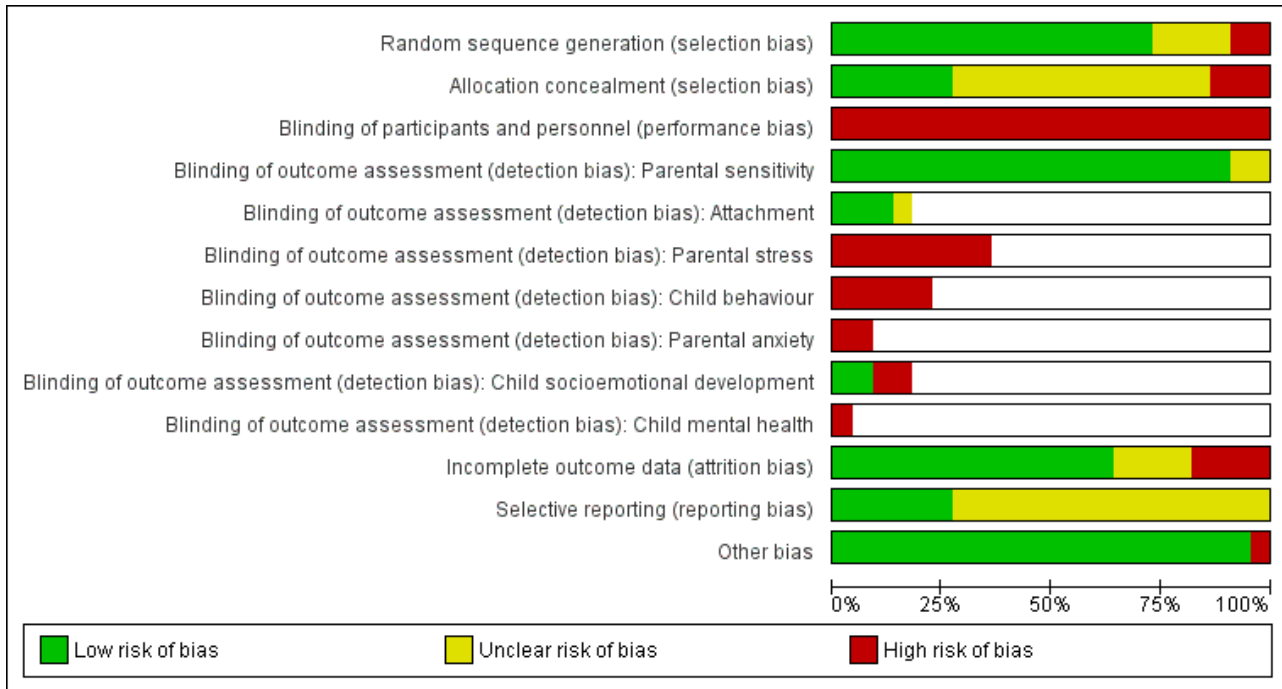 Random sequence generation (selection bias)
Allocation concealment (selection bias)
Blinding of participants and personnel (performance bias)
Blinding of outcome assessment (detection bias): Parental sensitivity
Blinding of outcome assessment (detection bias): Attachment
Blinding of outcome assessment (detection bias): Parental stress
Blinding of outcome assessment (detection bias): Child behaviour
Blinding of outcome assessment (detection bias): Parental anxiety
Blinding of outcome assessment (detection bias): Child socioemotional development
Blinding of outcome assessment (detection bias): Child mental health
Incomplete outcome data (attrition bias)
Selective reporting (reporting bias)
Other bias
0% 25% 50% 75% 100%
Low risk of bias Unclear risk of bias High risk of bias